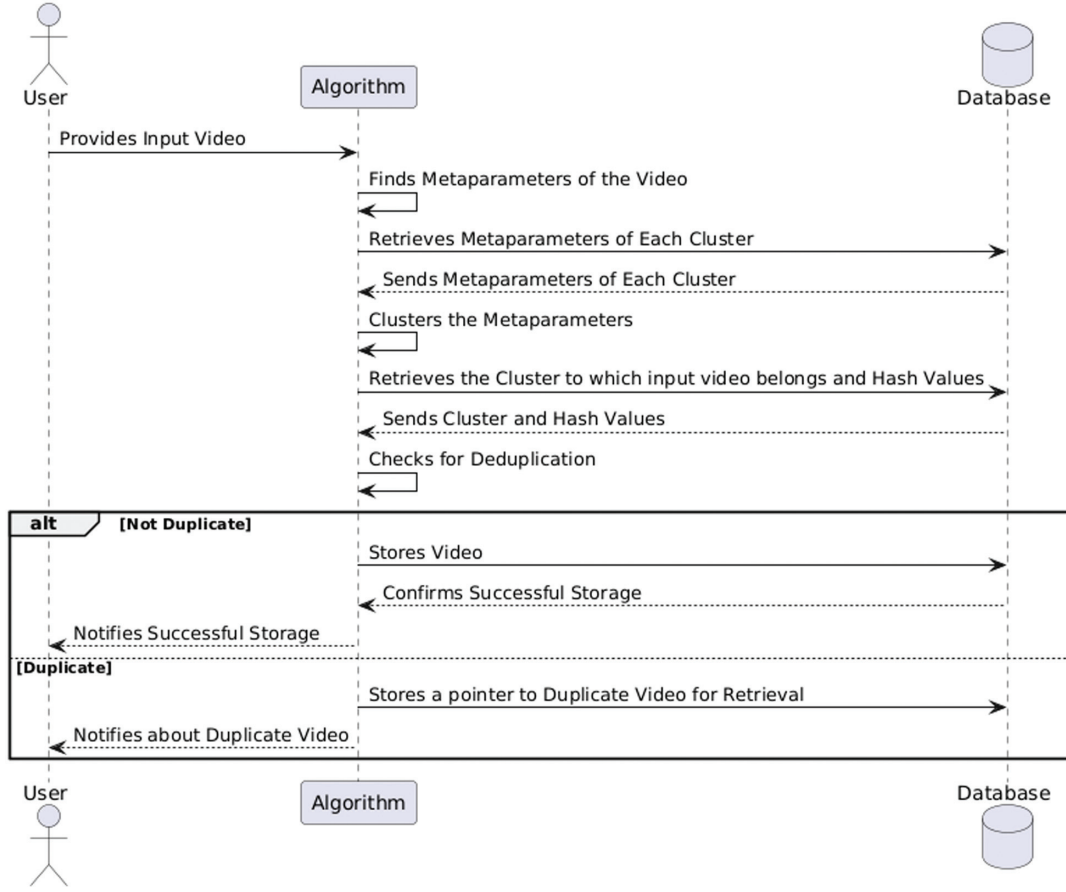 User
Algorithm
Database
Provides Input Video
Finds Metaparameters of the Video
Retrieves Metaparameters of Each Cluster
Sends Metaparameters of Each Cluster
Clusters the Metaparameters
Retrieves the Cluster to which input video belongs and Hash Values
Sends Cluster and Hash Values
Checks for Deduplication
alt [Not Duplicate]
Stores Video
Confirms Successful Storage
Notifies Successful Storage
[Duplicate]
Stores a pointer to Duplicate Video for Retrieval
Notifies about Duplicate Video
User
Algorithm
Database